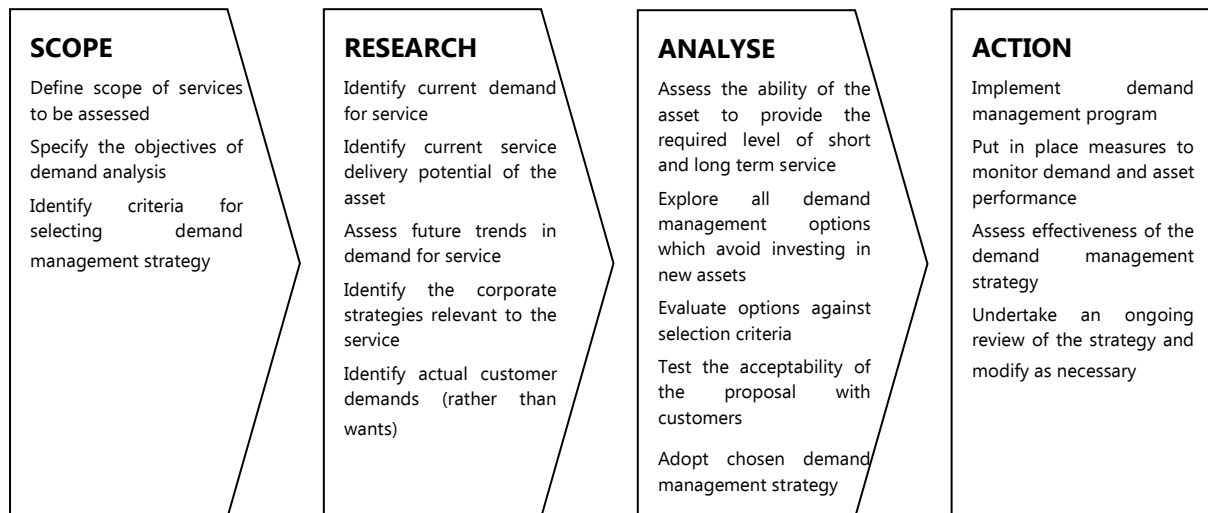 SCOPE
Define scope of services
to be assessed
Specify the objectives of
demand analysis
Identify criteria for
selecting demand
management strategy
RESEARCH
Identify current demand
for service
Identify current service
delivery potential of the
asset
Assess future trends in
demand for service
Identify the corporate
strategies relevant to the
service
Identify actual customer
demands (rather than
wants)
ANALYSE
Assess the ability of the
asset to provide the
required level of short
and long term service
Explore all demand
management options
which avoid investing in
new assets
Evaluate options against
selection criteria
Test the acceptability of
the proposal with
customers
Adopt chosen demand
management strategy
ACTION
Implement demand
management program
Put in place measures to
monitor demand and asset
performance
Assess effectiveness of the
demand management
strategy
Undertake an ongoing
review of the strategy and
modify as necessary